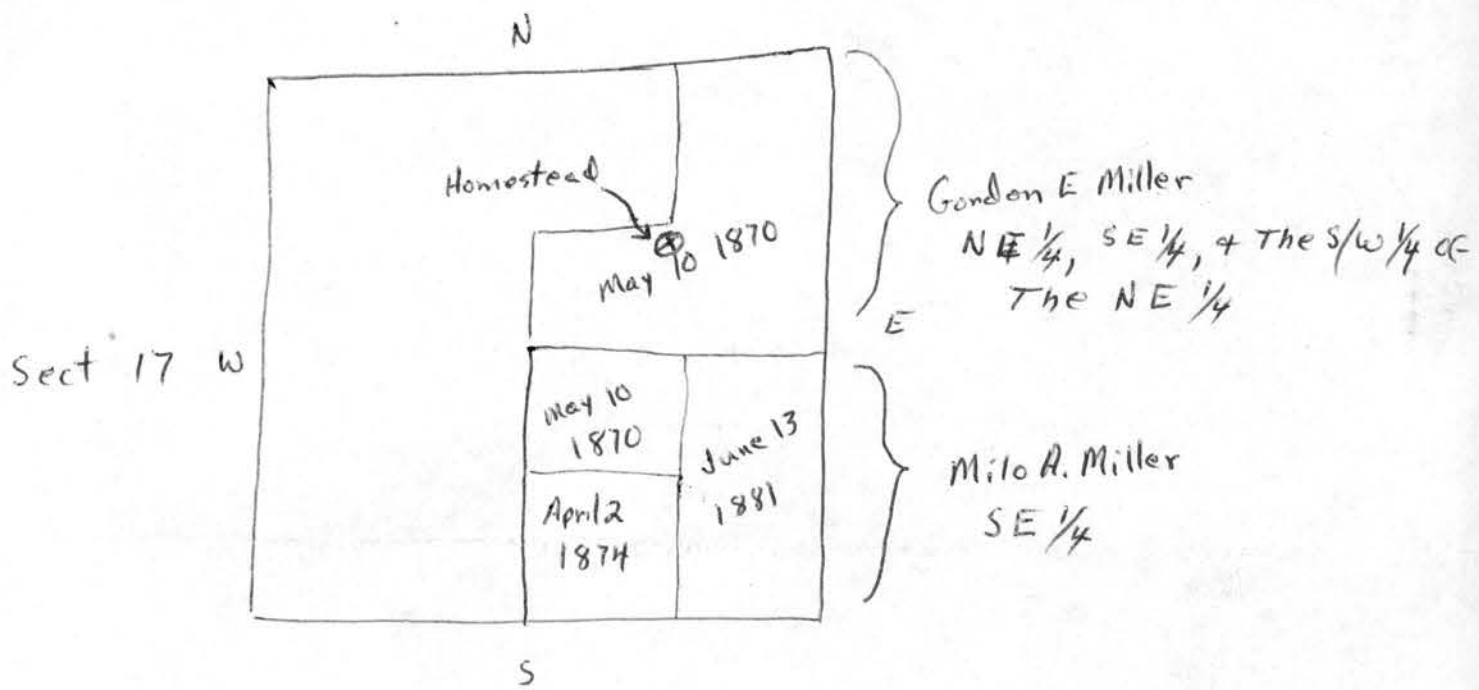 N
Homestead
May 10 1870
Gordon E Miller
NE 1/4, SE 1/4, + The S/W 1/4 of
The NE 1/4
E
Sect 17 W
May 10
1870
June 13
1881
April 2
1874
Milo A. Miller
SE 1/4
S